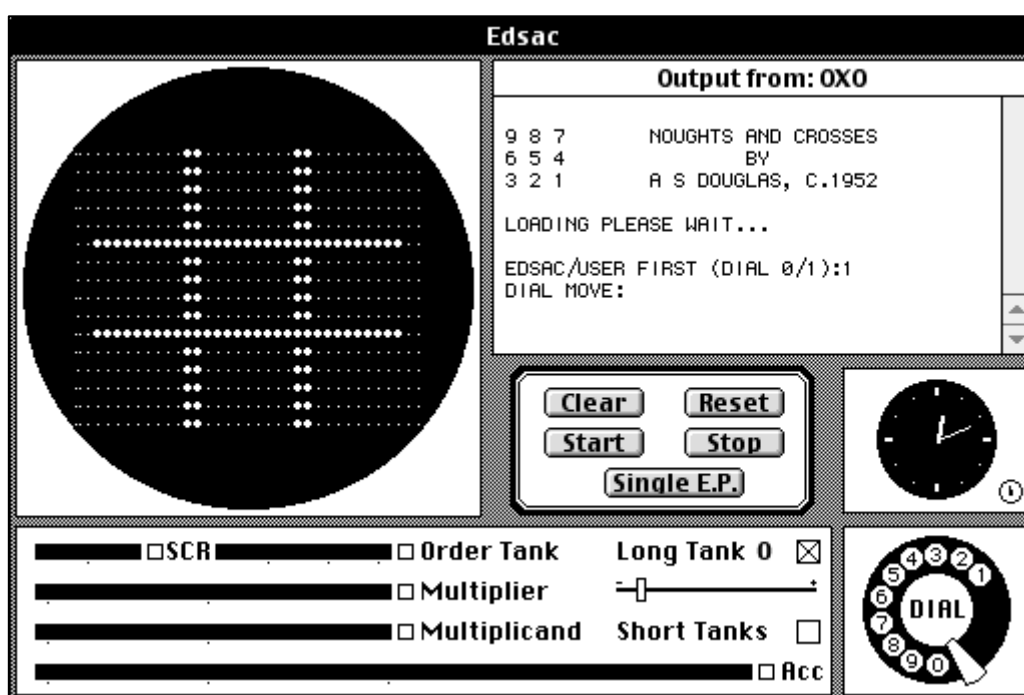 Edsac
Output from: OXO
9 8 7 NOUGHTS AND CROSSES
6 5 4 BY
3 2 1 A S DOUGLAS, C.1952
LOADING PLEASE WAIT...
EDSAC/USER FIRST (DIAL 0/1):1
DIAL MOVE:
Clear Reset
Start Stop
Single E.P.
SCR Order Tank Long Tank 0
Multiplier - +
Multiplicand Short Tanks
Acc
1
2
3
4
5
6
7
8
9
0
DIAL